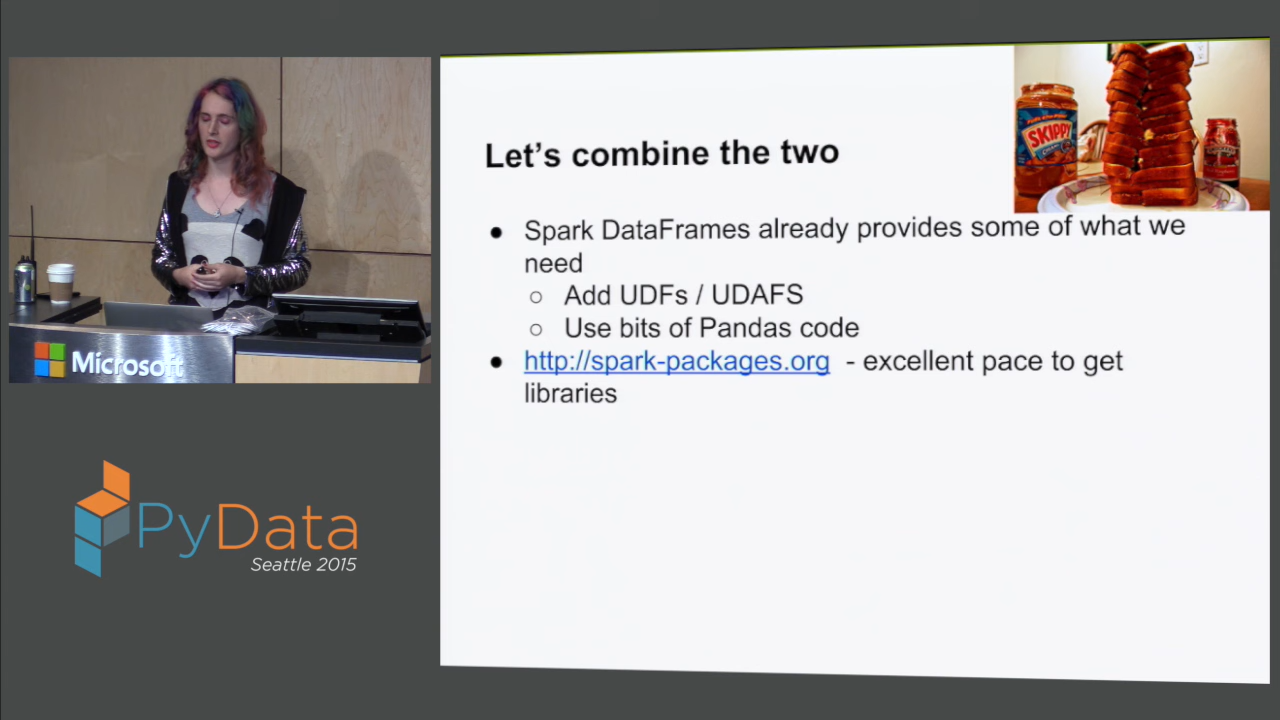 Let's combine the two
● Spark DataFrames already provides some of what we
need
○ Add UDFs / UDAFS
○ Use bits of Pandas code
● http://spark-packages.org - excellent pace to get
libraries
SKIPPY
Microsoft
PyData
Seattle 2015